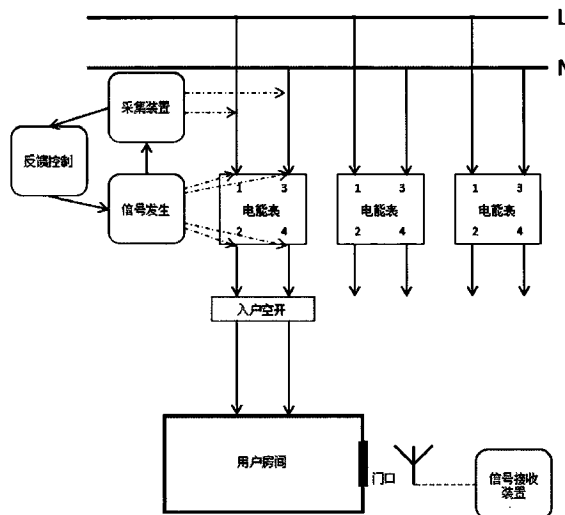 L
N
采集装置
反馈控制
信号发生
1 3
电能表
2 4
1 3
电能表
2 4
1 3
电能表
2 4
入户空开
用户房间
门口
信号接收
装置